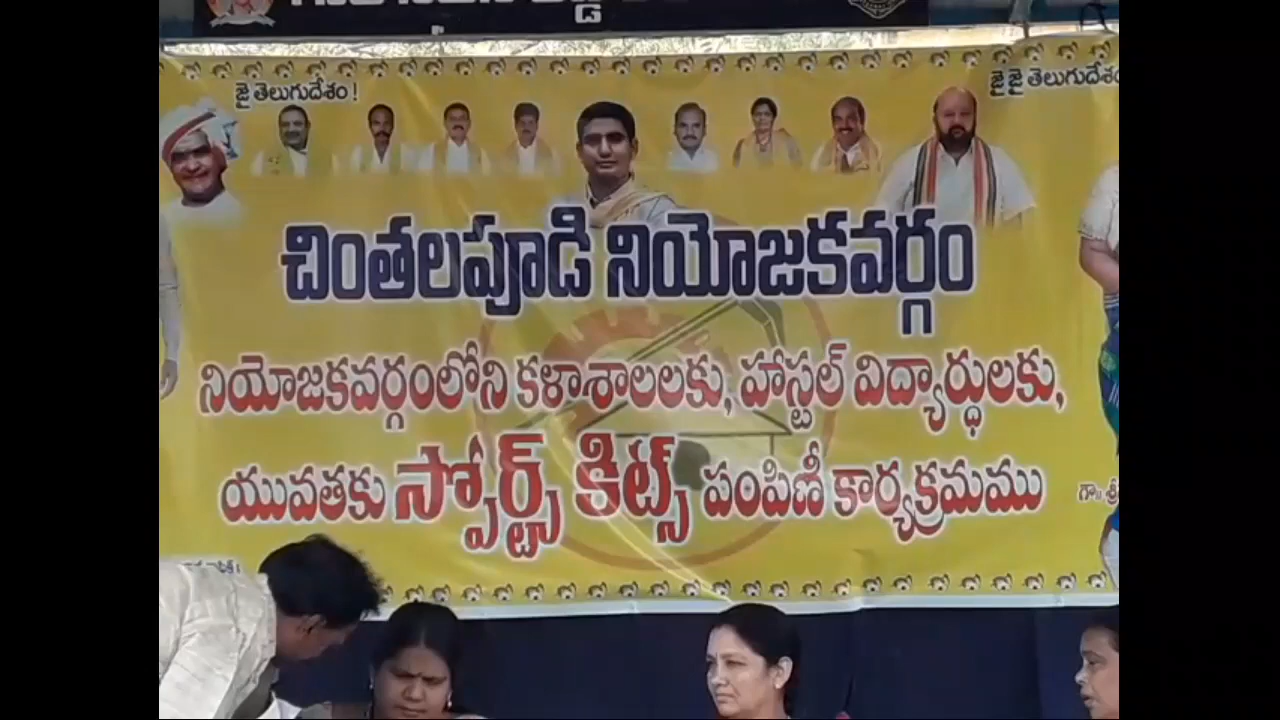 జై తెలుగుదేశం !
జై జై తెలుగుదేశం
చింతలపూడి నియోజకవర్గం
నియోజకవర్గంలోని కళాశాలలకు, హాస్టల్ విద్యార్ధులకు,
యువతకు స్పోర్ట్స్ కిట్స్ పంపిణీ కార్యక్రమము
గౌ॥ శ్రీ